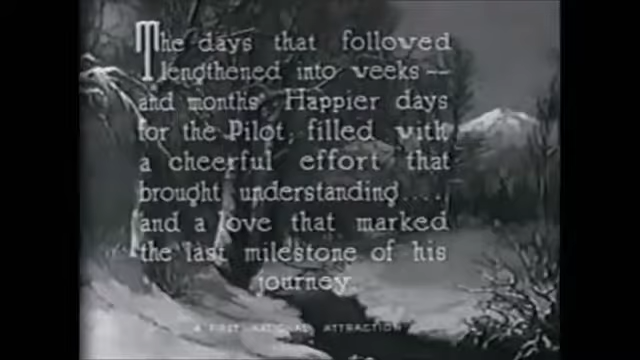 The days that followed
lengthened into weeks--
and months. Happier days
for the Pilot, filled with
a cheerful effort that
brought understanding....
and a love that marked
the last milestone of his
journey.
A FIRST NATIONAL ATTRACTION